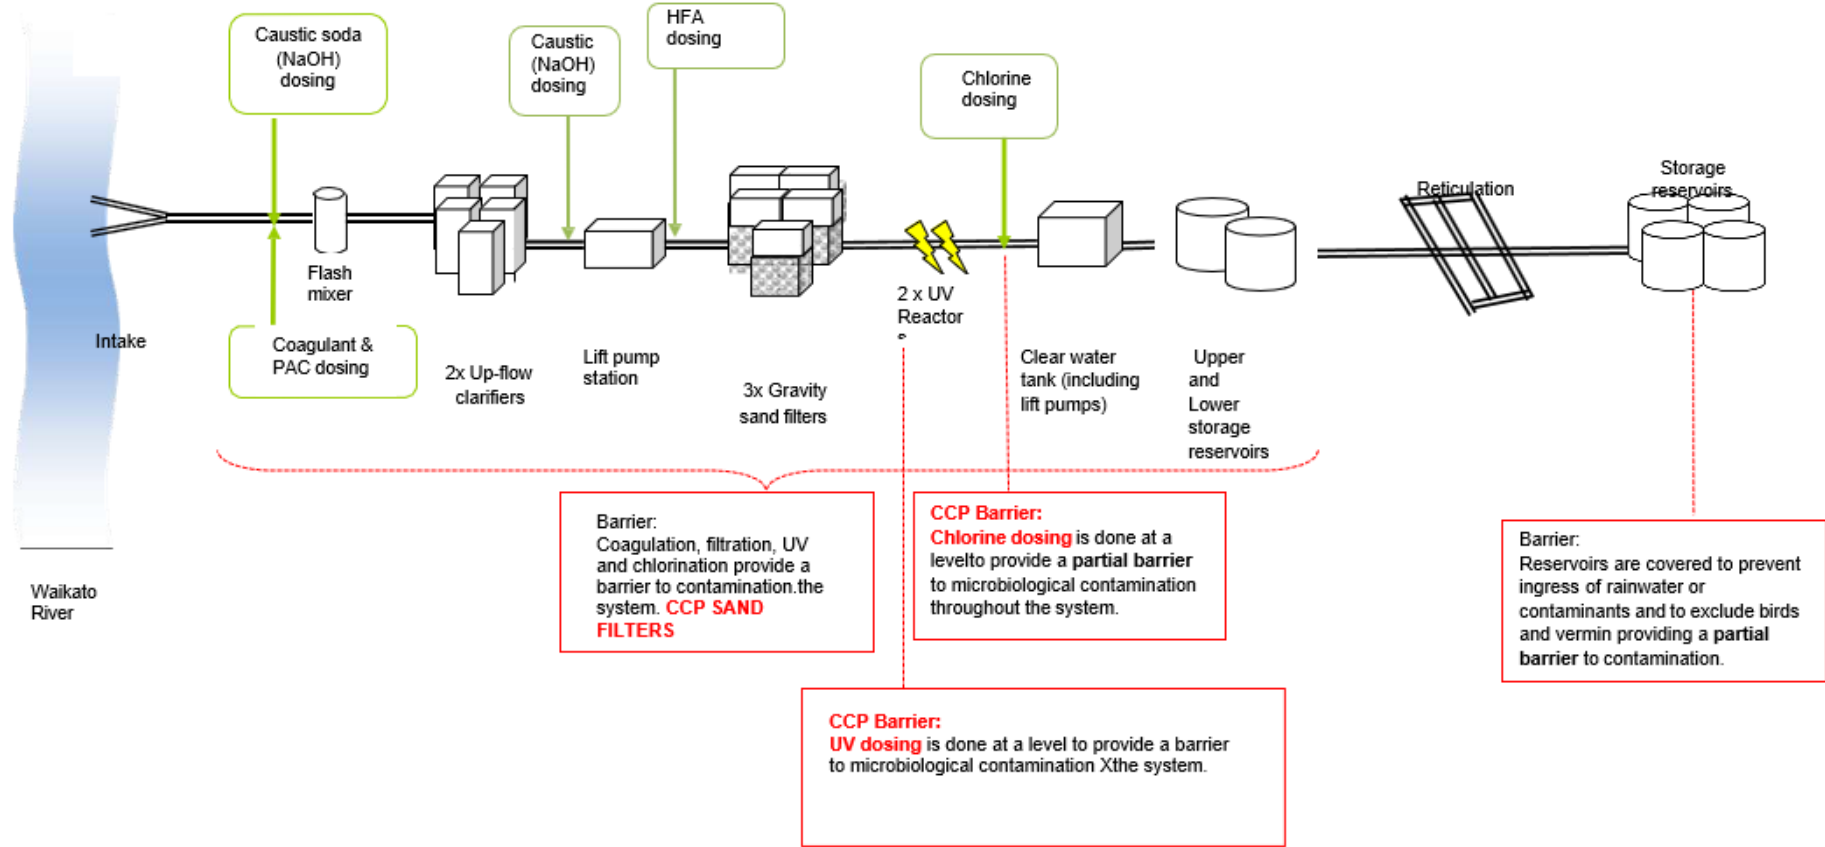 Caustic soda
(NaOH)
dosing
Caustic
(NaOH)
dosing
HFA
dosing
Chlorine
dosing
Storage
reservoirs
Reticulation
Flash
mixer
Intake
Coagulant &
PAC dosing
2x Up-flow
clarifiers
Lift pump
station
3x Gravity
sand filters
2 x UV
Reactor
s
Clear water
tank (including
lift pumps)
Upper
and
Lower
storage
reservoirs
Waikato
River
Barrier:
Coagulation, filtration, UV
and chlorination provide a
barrier to contamination.the
system. CCP SAND
FILTERS
CCP Barrier:
Chlorine dosing is done at a
levelto provide a partial barrier
to microbiological contamination
throughout the system.
Barrier:
Reservoirs are covered to prevent
ingress of rainwater or
contaminants and to exclude birds
and vermin providing a partial
barrier to contamination.
CCP Barrier:
UV dosing is done at a level to provide a barrier
to microbiological contamination Xthe system.